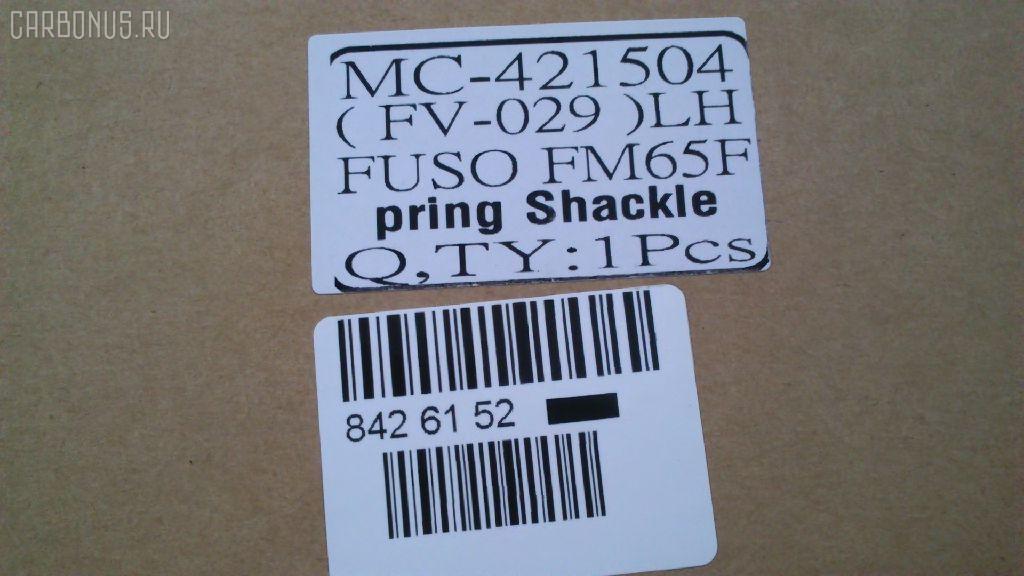 CARBONUS.RU
MC-421504
( FV-029 )LH
FUSO FM65F
pring Shackle
Q,TY:1Pcs
842 61 52